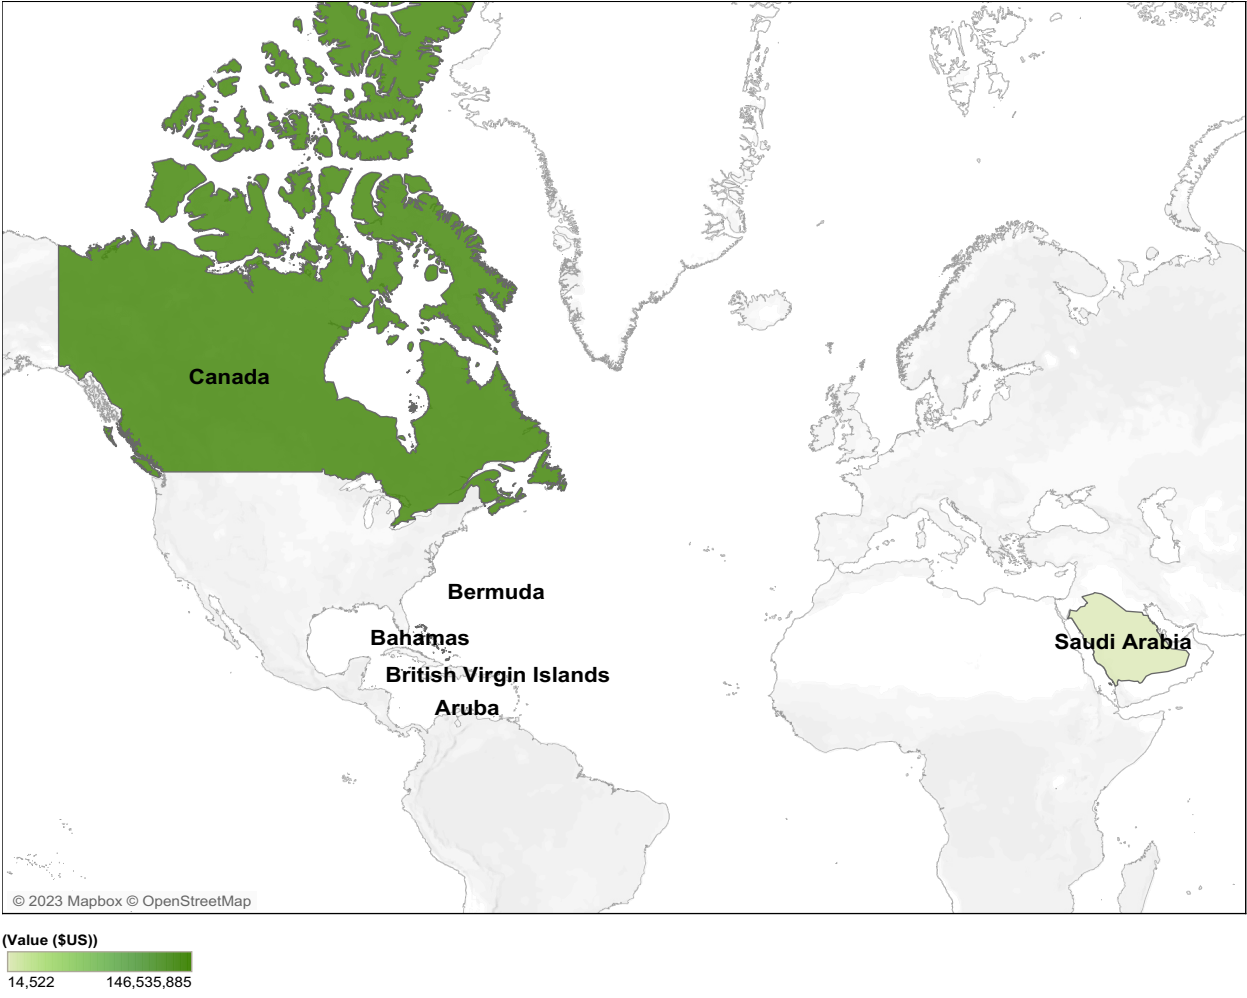 Canada
Bermuda
Bahamas
Saudi Arabia
British Virgin Islands
Aruba
© 2023 Mapbox © OpenStreetMap
(Value ($US))
14,522 146,535,885